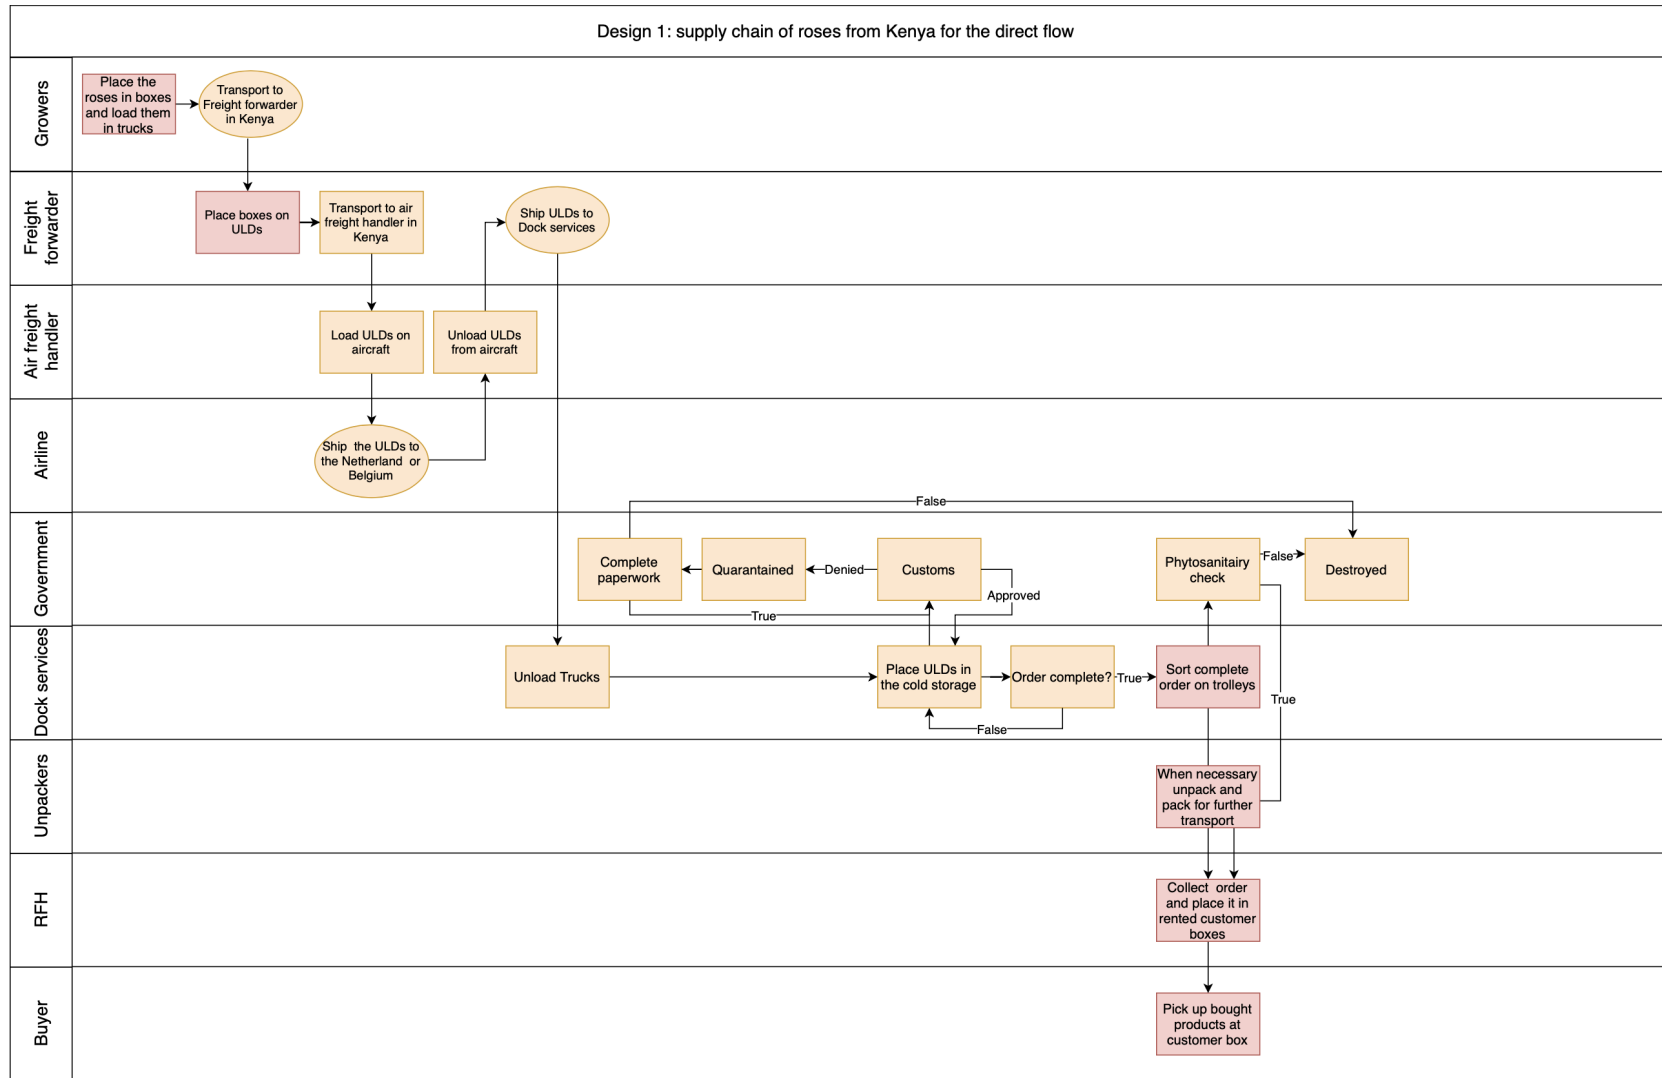 Design 1: supply chain of roses from Kenya for the direct flow
Growers
Place the
roses in boxes
and load them
in trucks
Transport to
Freight forwarder
in Kenya
Freight
forwarder
Place boxes on
ULDs
Transport to air
freight handler in
Kenya
Ship ULDs to
Dock services
Air freight
handler
Load ULDs on
aircraft
Unload ULDs
from aircraft
Airline
Ship the ULDs to
the Netherland or
Belgium
False
Government
Complete
paperwork
Quarantained
Denied
Customs
Approved
True
Phytosanitairy
check
False
Destroyed
Dock services
Unload Trucks
Place ULDs in
the cold storage
Order complete?
True
Sort complete
order on trolleys
False
True
Unpackers
When necessary
unpack and
pack for further
transport
RFH
Collect order
and place it in
rented customer
boxes
Buyer
Pick up bought
products at
customer box